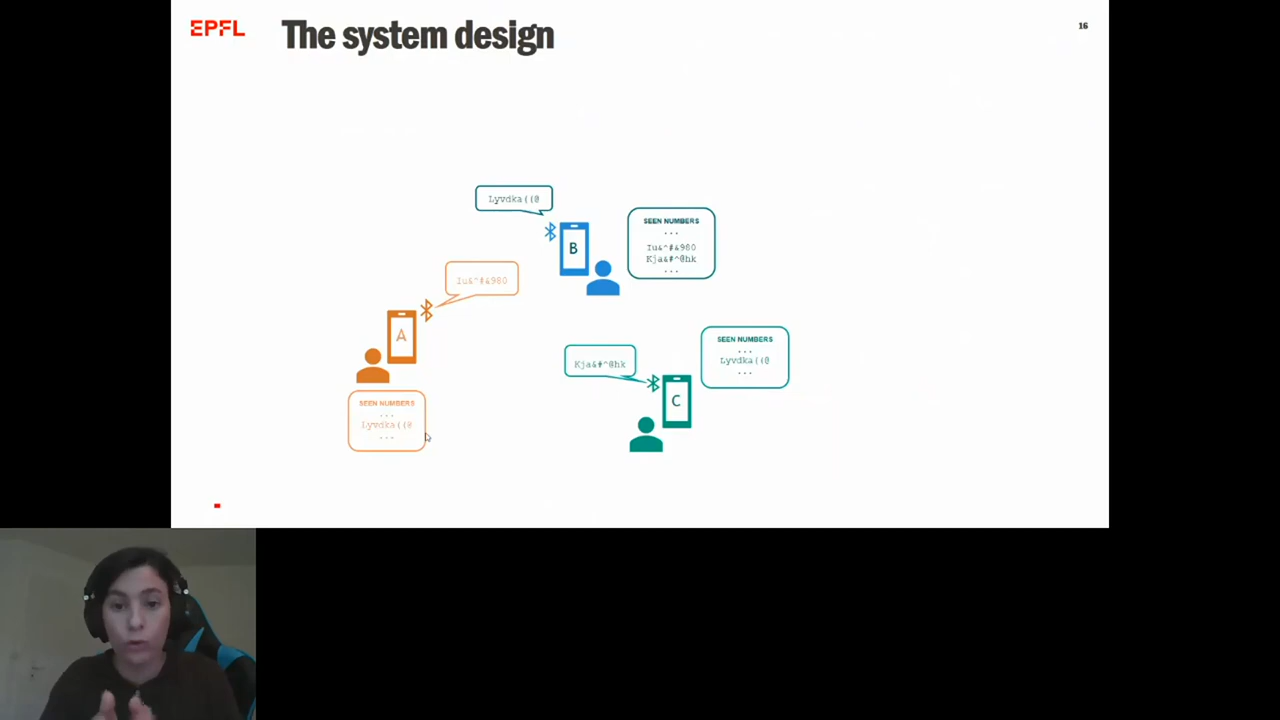 EPFL
The system design
16
Lyvdka((@
B
SEEN NUMBERS
...
Iu&^#&980
Kja&#^@hk
...
Iu&^#&980
A
SEEN NUMBERS
...
Lyvdka((@
...
Kja&#^@hk
C
SEEN NUMBERS
...
Lyvdka((@
...